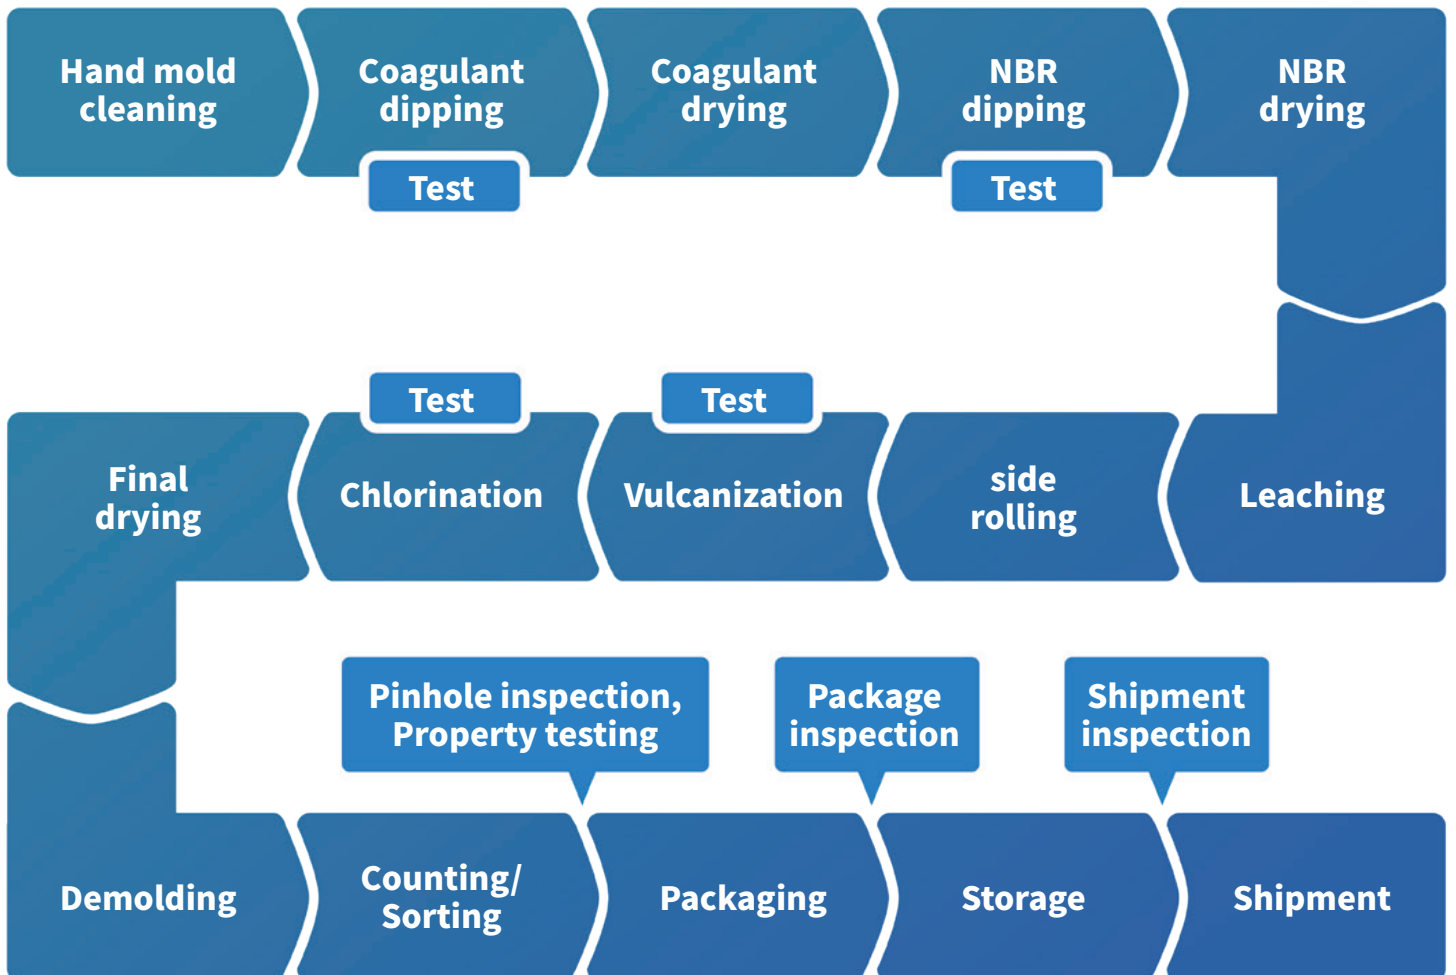 Hand mold
cleaning
Coagulant
dipping
Coagulant
drying
NBR
dipping
NBR
drying
Test
Test
Test
Test
Final
drying
Chlorination
Vulcanization
side
rolling
Leaching
Pinhole inspection,
Property testing
Package
inspection
Shipment
inspection
Demolding
Counting/
Sorting
Packaging
Storage
Shipment